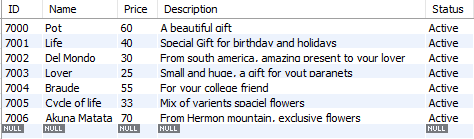 ID Name Price Description Status
7000 Pot 60 A beautiful gift Active
7001 Life 40 Special Gift for birthday and holidays Active
7002 Del Mondo 30 From south america, amazing present to your lover Active
7003 Lover 25 Small and huge, a gift for yout paranets Active
7004 Braude 55 For your college friend Active
7005 Cycle of life 33 Mix of varients spaciel flowers Active
7006 Akuna Matata 70 From Hermon mountain, exclusive flowers Active
NULL NULL NULL NULL NULL